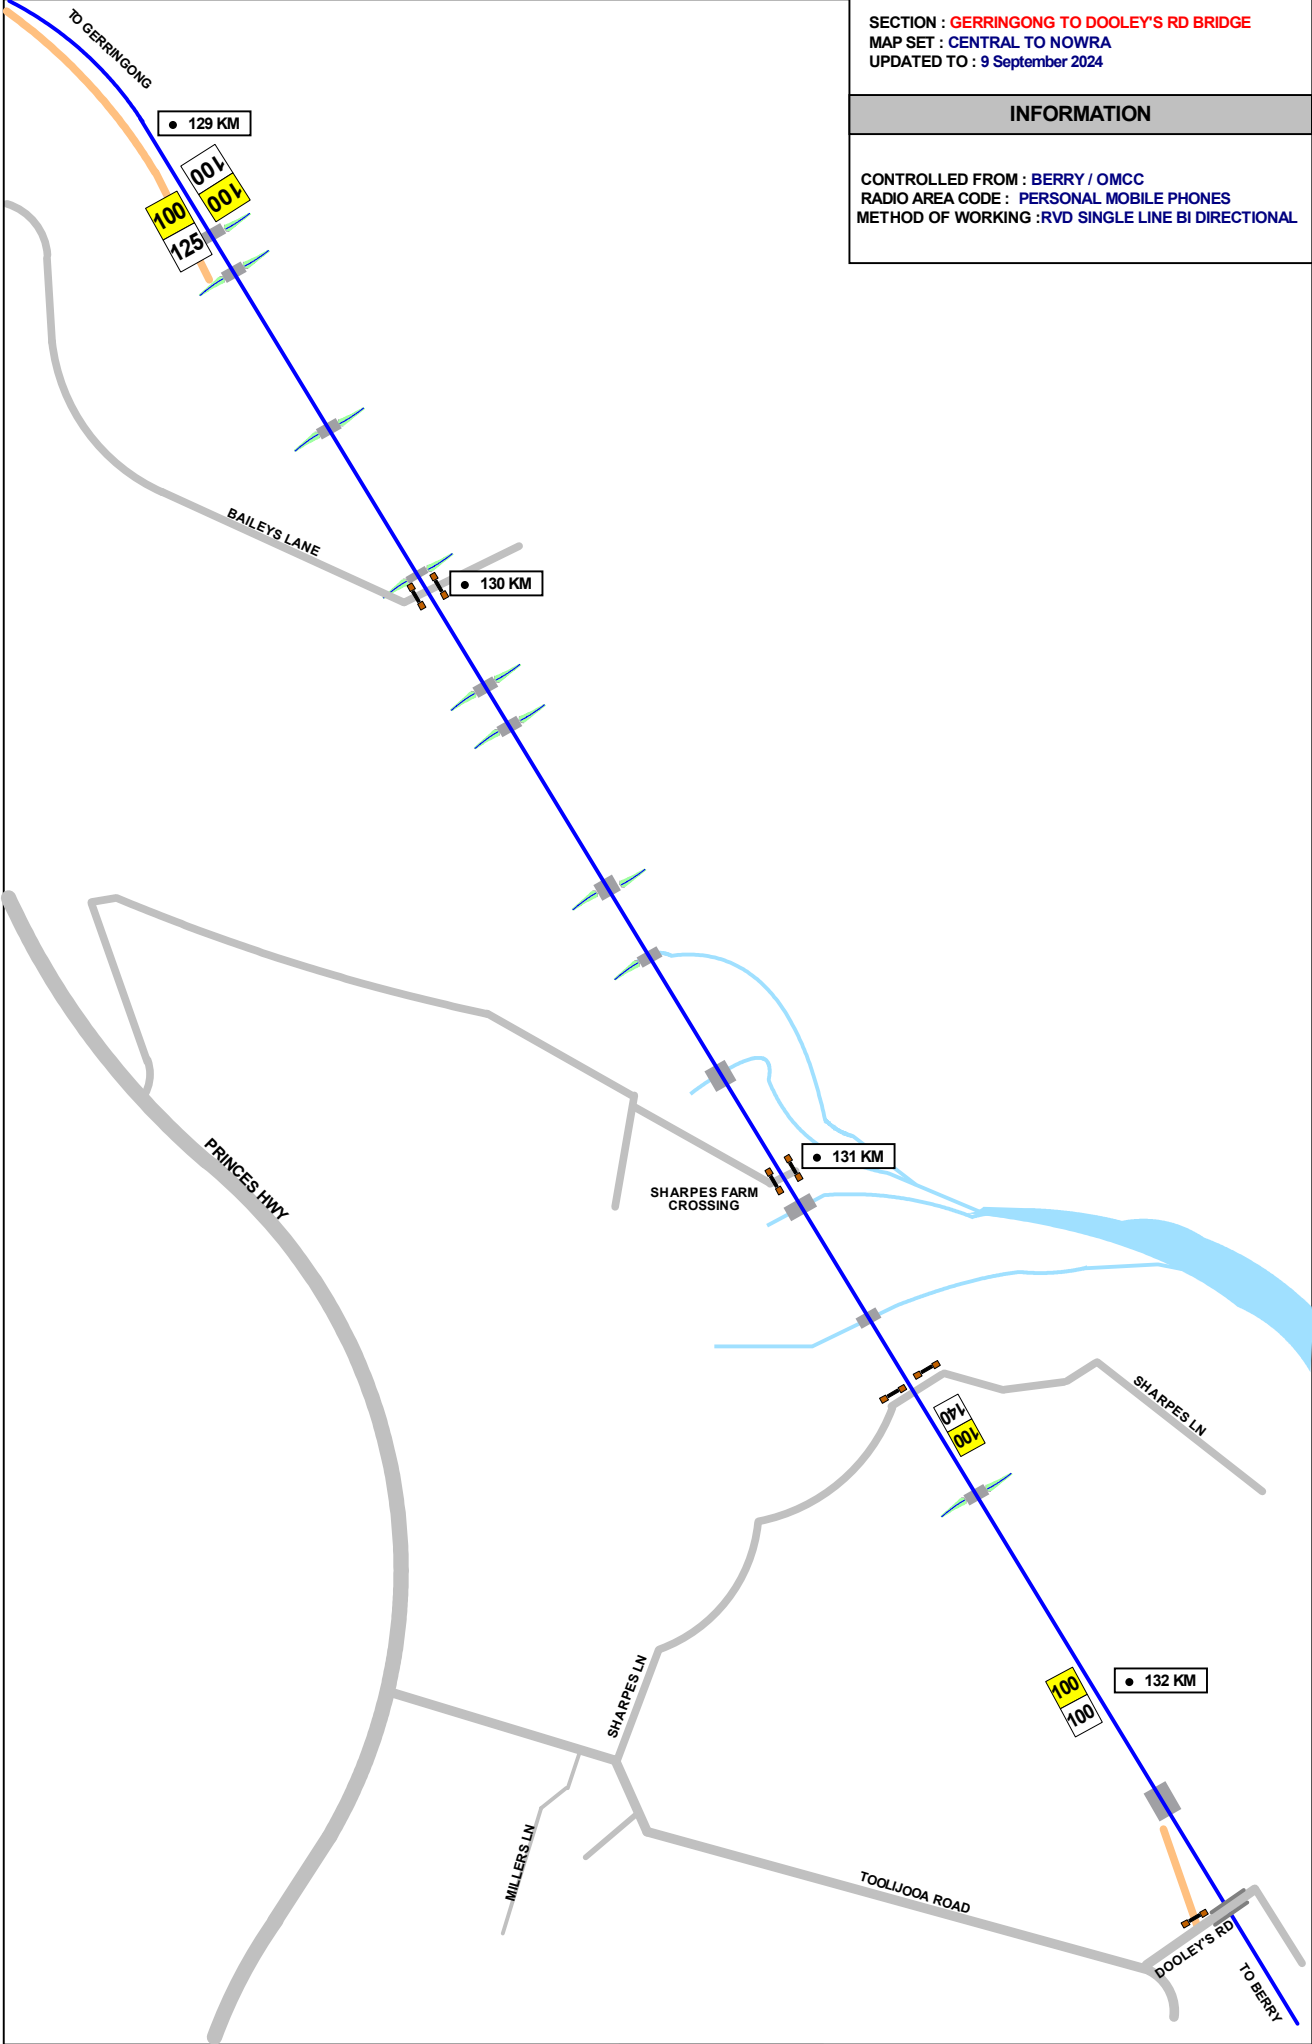 SECTION : GERRINGONG TO DOOLEY'S RD BRIDGE
MAP SET : CENTRAL TO NOWRA
UPDATED TO : 9 September 2024
INFORMATION
CONTROLLED FROM : BERRY / OMCC
RADIO AREA CODE : PERSONAL MOBILE PHONES
METHOD OF WORKING :RVD SINGLE LINE BI DIRECTIONAL
TO GERRINGONG
129 KM
100
100
100
125
BAILEYS LANE
130 KM
PRINCES HWY
131 KM
SHARPES FARM
CROSSING
SHARPES LN
140
100
SHARPES LN
100
100
132 KM
MILLERS LN
TOOLIJOOA ROAD
DOOLEY'S RD
TO BERRY